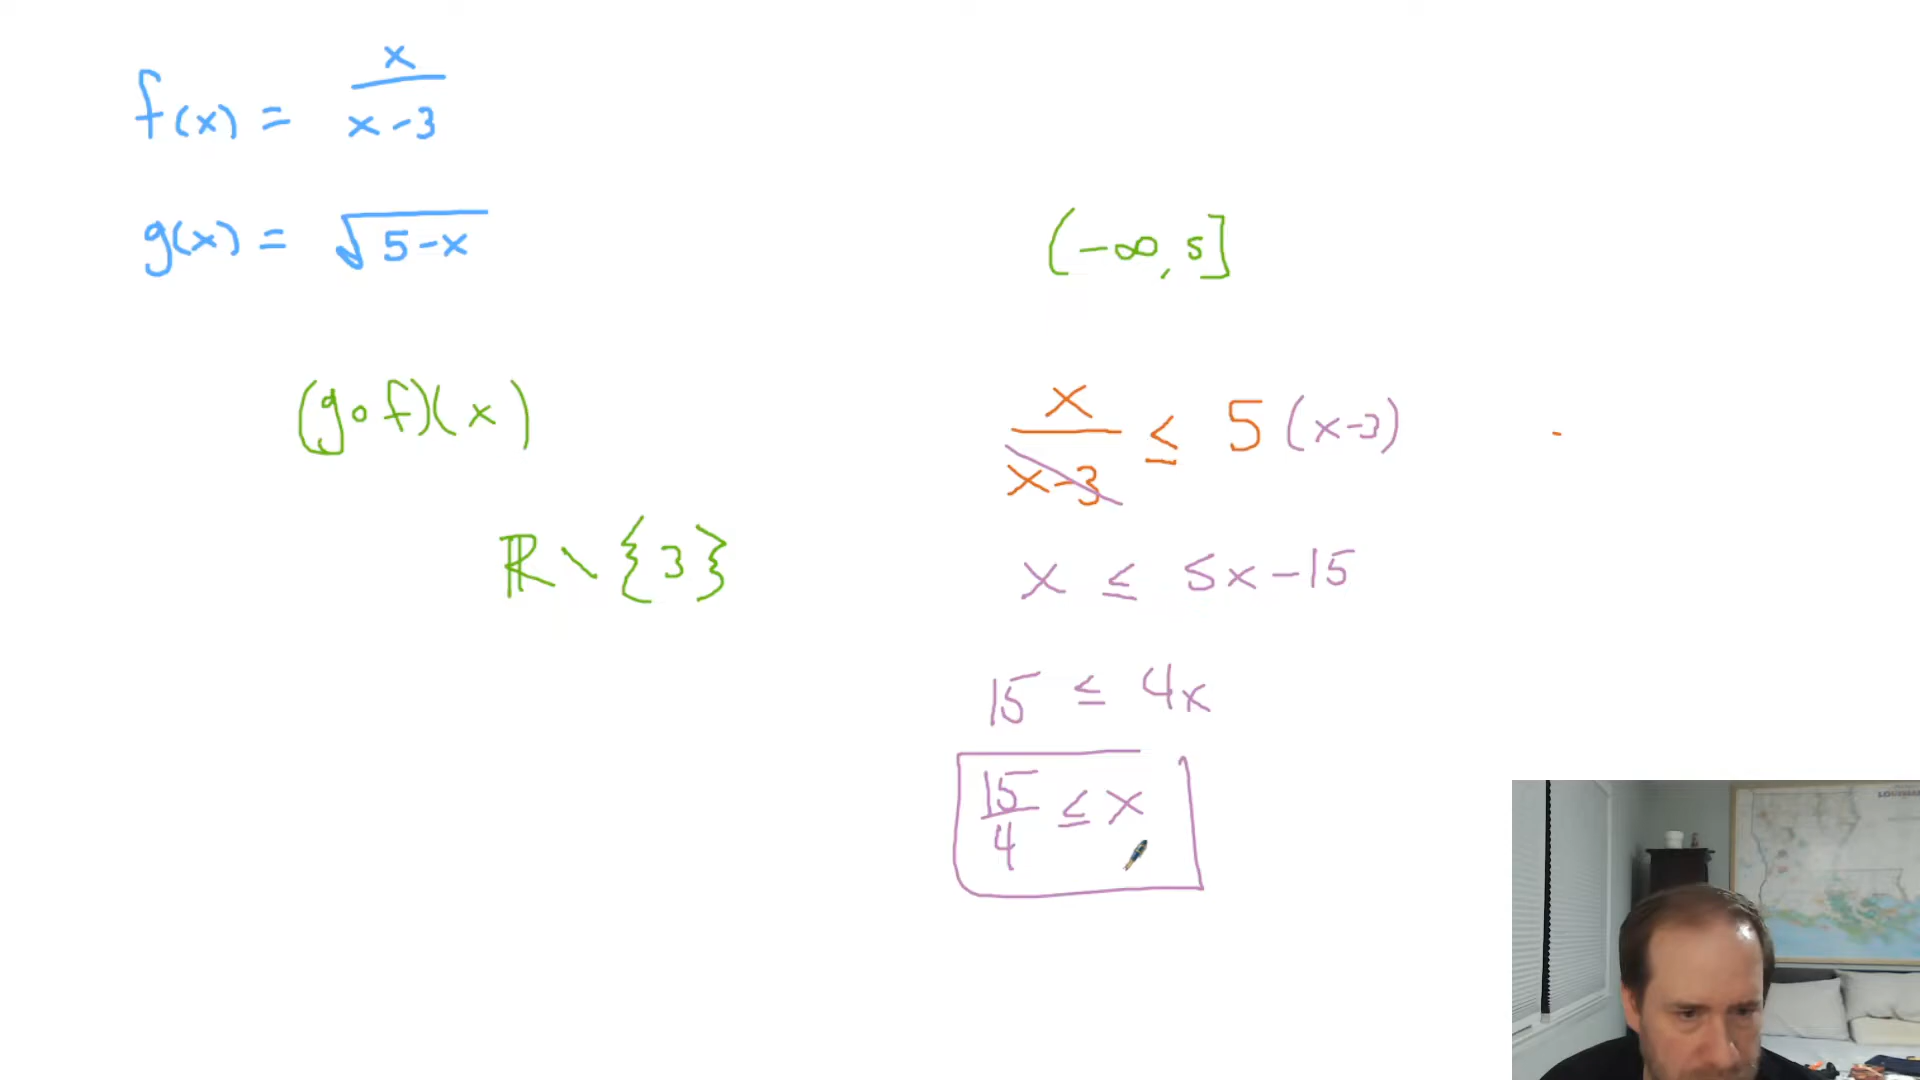 f(x) = x/(x-3)
g(x) = √(5-x)
(-∞, 5]
(g∘f)(x)
x/(x-3) ≤ 5(x-3)
ℝ \ {3}
x ≤ 5x-15
15 ≤ 4x
15/4 ≤ x